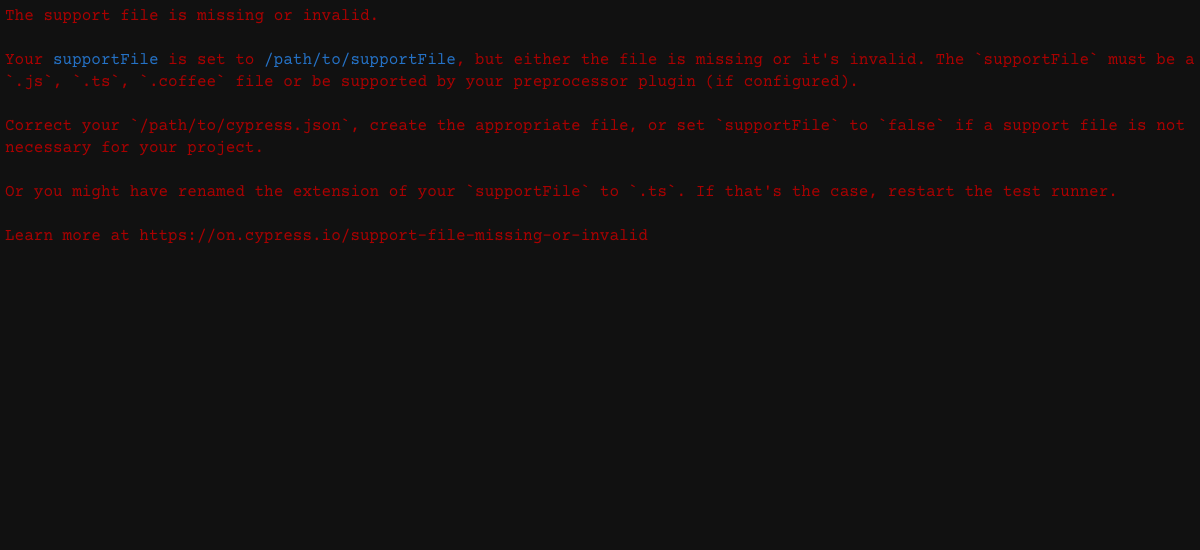 The support file is missing or invalid.
Your supportFile is set to /path/to/supportFile, but either the file is missing or it's invalid. The `supportFile` must be a
`.js`, `.ts`, `.coffee` file or be supported by your preprocessor plugin (if configured).
Correct your `/path/to/cypress.json`, create the appropriate file, or set `supportFile` to `false` if a support file is not
necessary for your project.
Or you might have renamed the extension of your `supportFile` to `.ts`. If that's the case, restart the test runner.
Learn more at https://on.cypress.io/support-file-missing-or-invalid